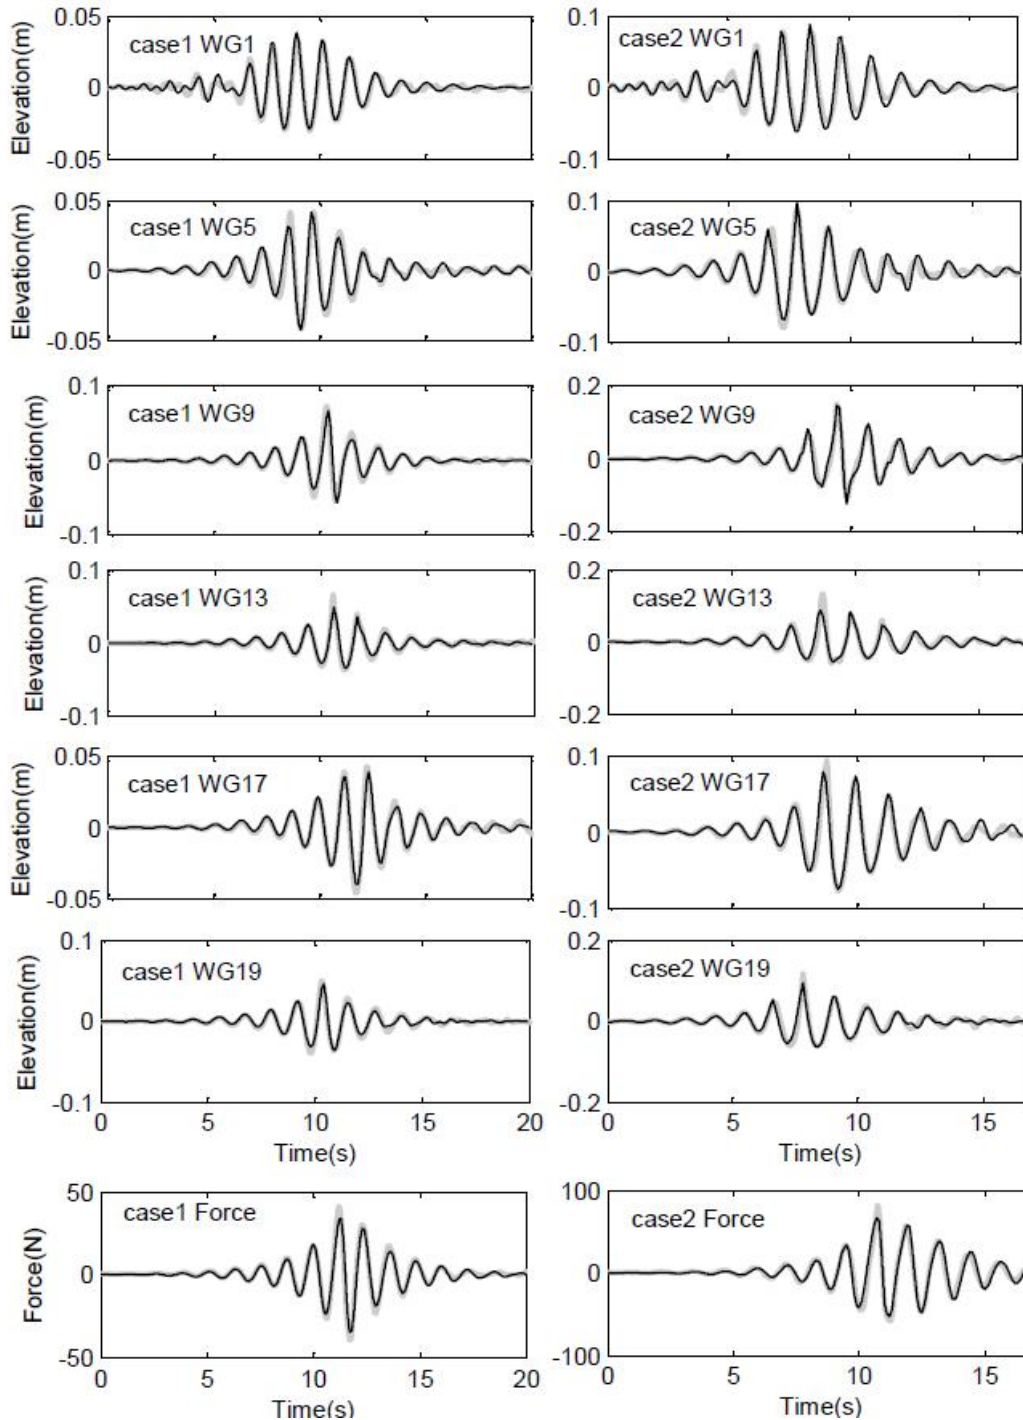 0.05
case1 WG1
0
-0.05
Elevation(m)
0.1
case2 WG1
0
-0.1
0.05
case1 WG5
0
-0.05
Elevation(m)
0.1
case2 WG5
0
-0.1
0.1
case1 WG9
0
-0.1
Elevation(m)
0.2
case2 WG9
0
-0.2
0.1
case1 WG13
0
-0.1
Elevation(m)
0.2
case2 WG13
0
-0.2
0.05
case1 WG17
0
-0.05
Elevation(m)
0.1
case2 WG17
0
-0.1
0.1
case1 WG19
0
-0.1
Elevation(m)
0 5 10 15 20
Time(s)
0.2
case2 WG19
0
-0.2
0 5 10 15
Time(s)
50
case1 Force
0
-50
Force(N)
0 5 10 15 20
Time(s)
100
case2 Force
0
-100
0 5 10 15
Time(s)